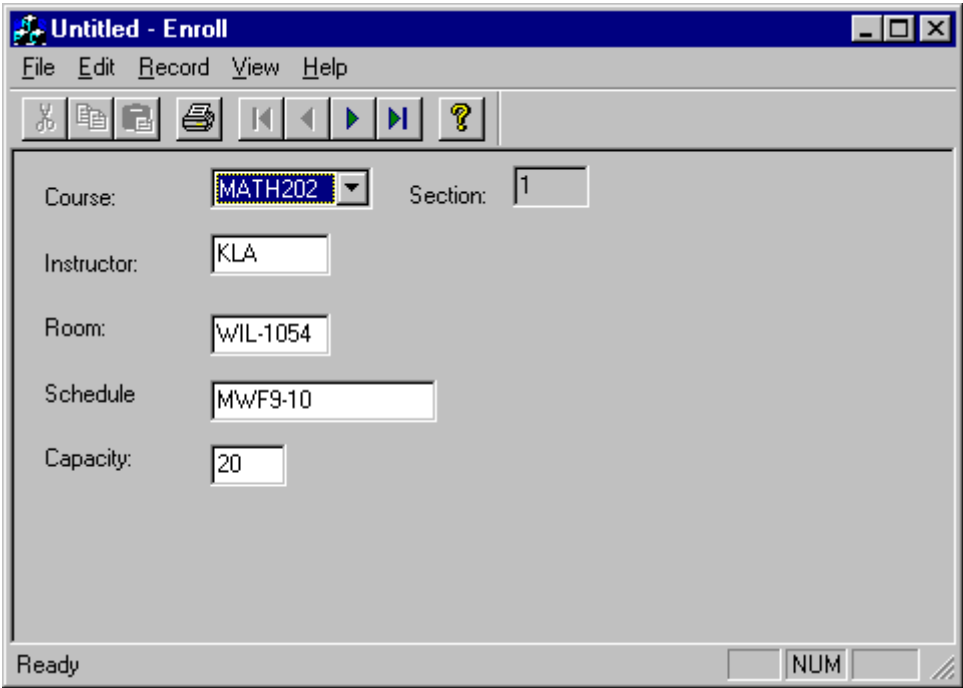 Untitled - Enroll
File Edit Record View Help
Course: MATH202 Section: 1
Instructor: KLA
Room: WIL-1054
Schedule MWF9-10
Capacity: 20
Ready NUM